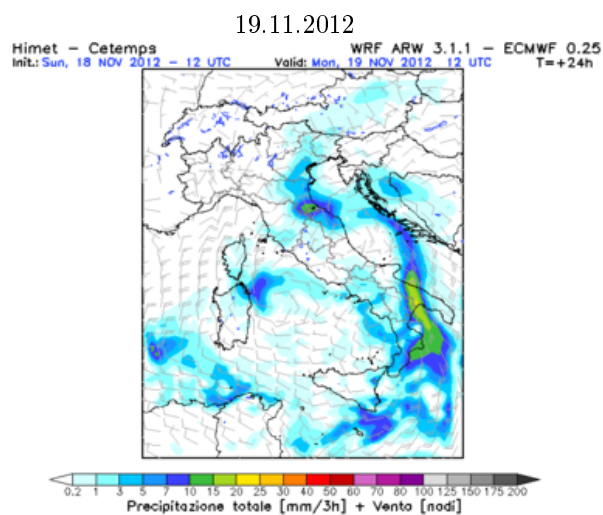 19.11.2012
Himet - Cetemps WRF ARW 3.1.1 - ECMWF 0.25
Init.: Sun, 18 NOV 2012 - 12 UTC Valid: Mon, 19 NOV 2012 12 UTC T=+24h
0.2 1 3 5 7 10 15 20 25 30 40 50 60 70 80 100 125 150 175 200
Precipitazione totale [mm/3h] + Vento [nodi]